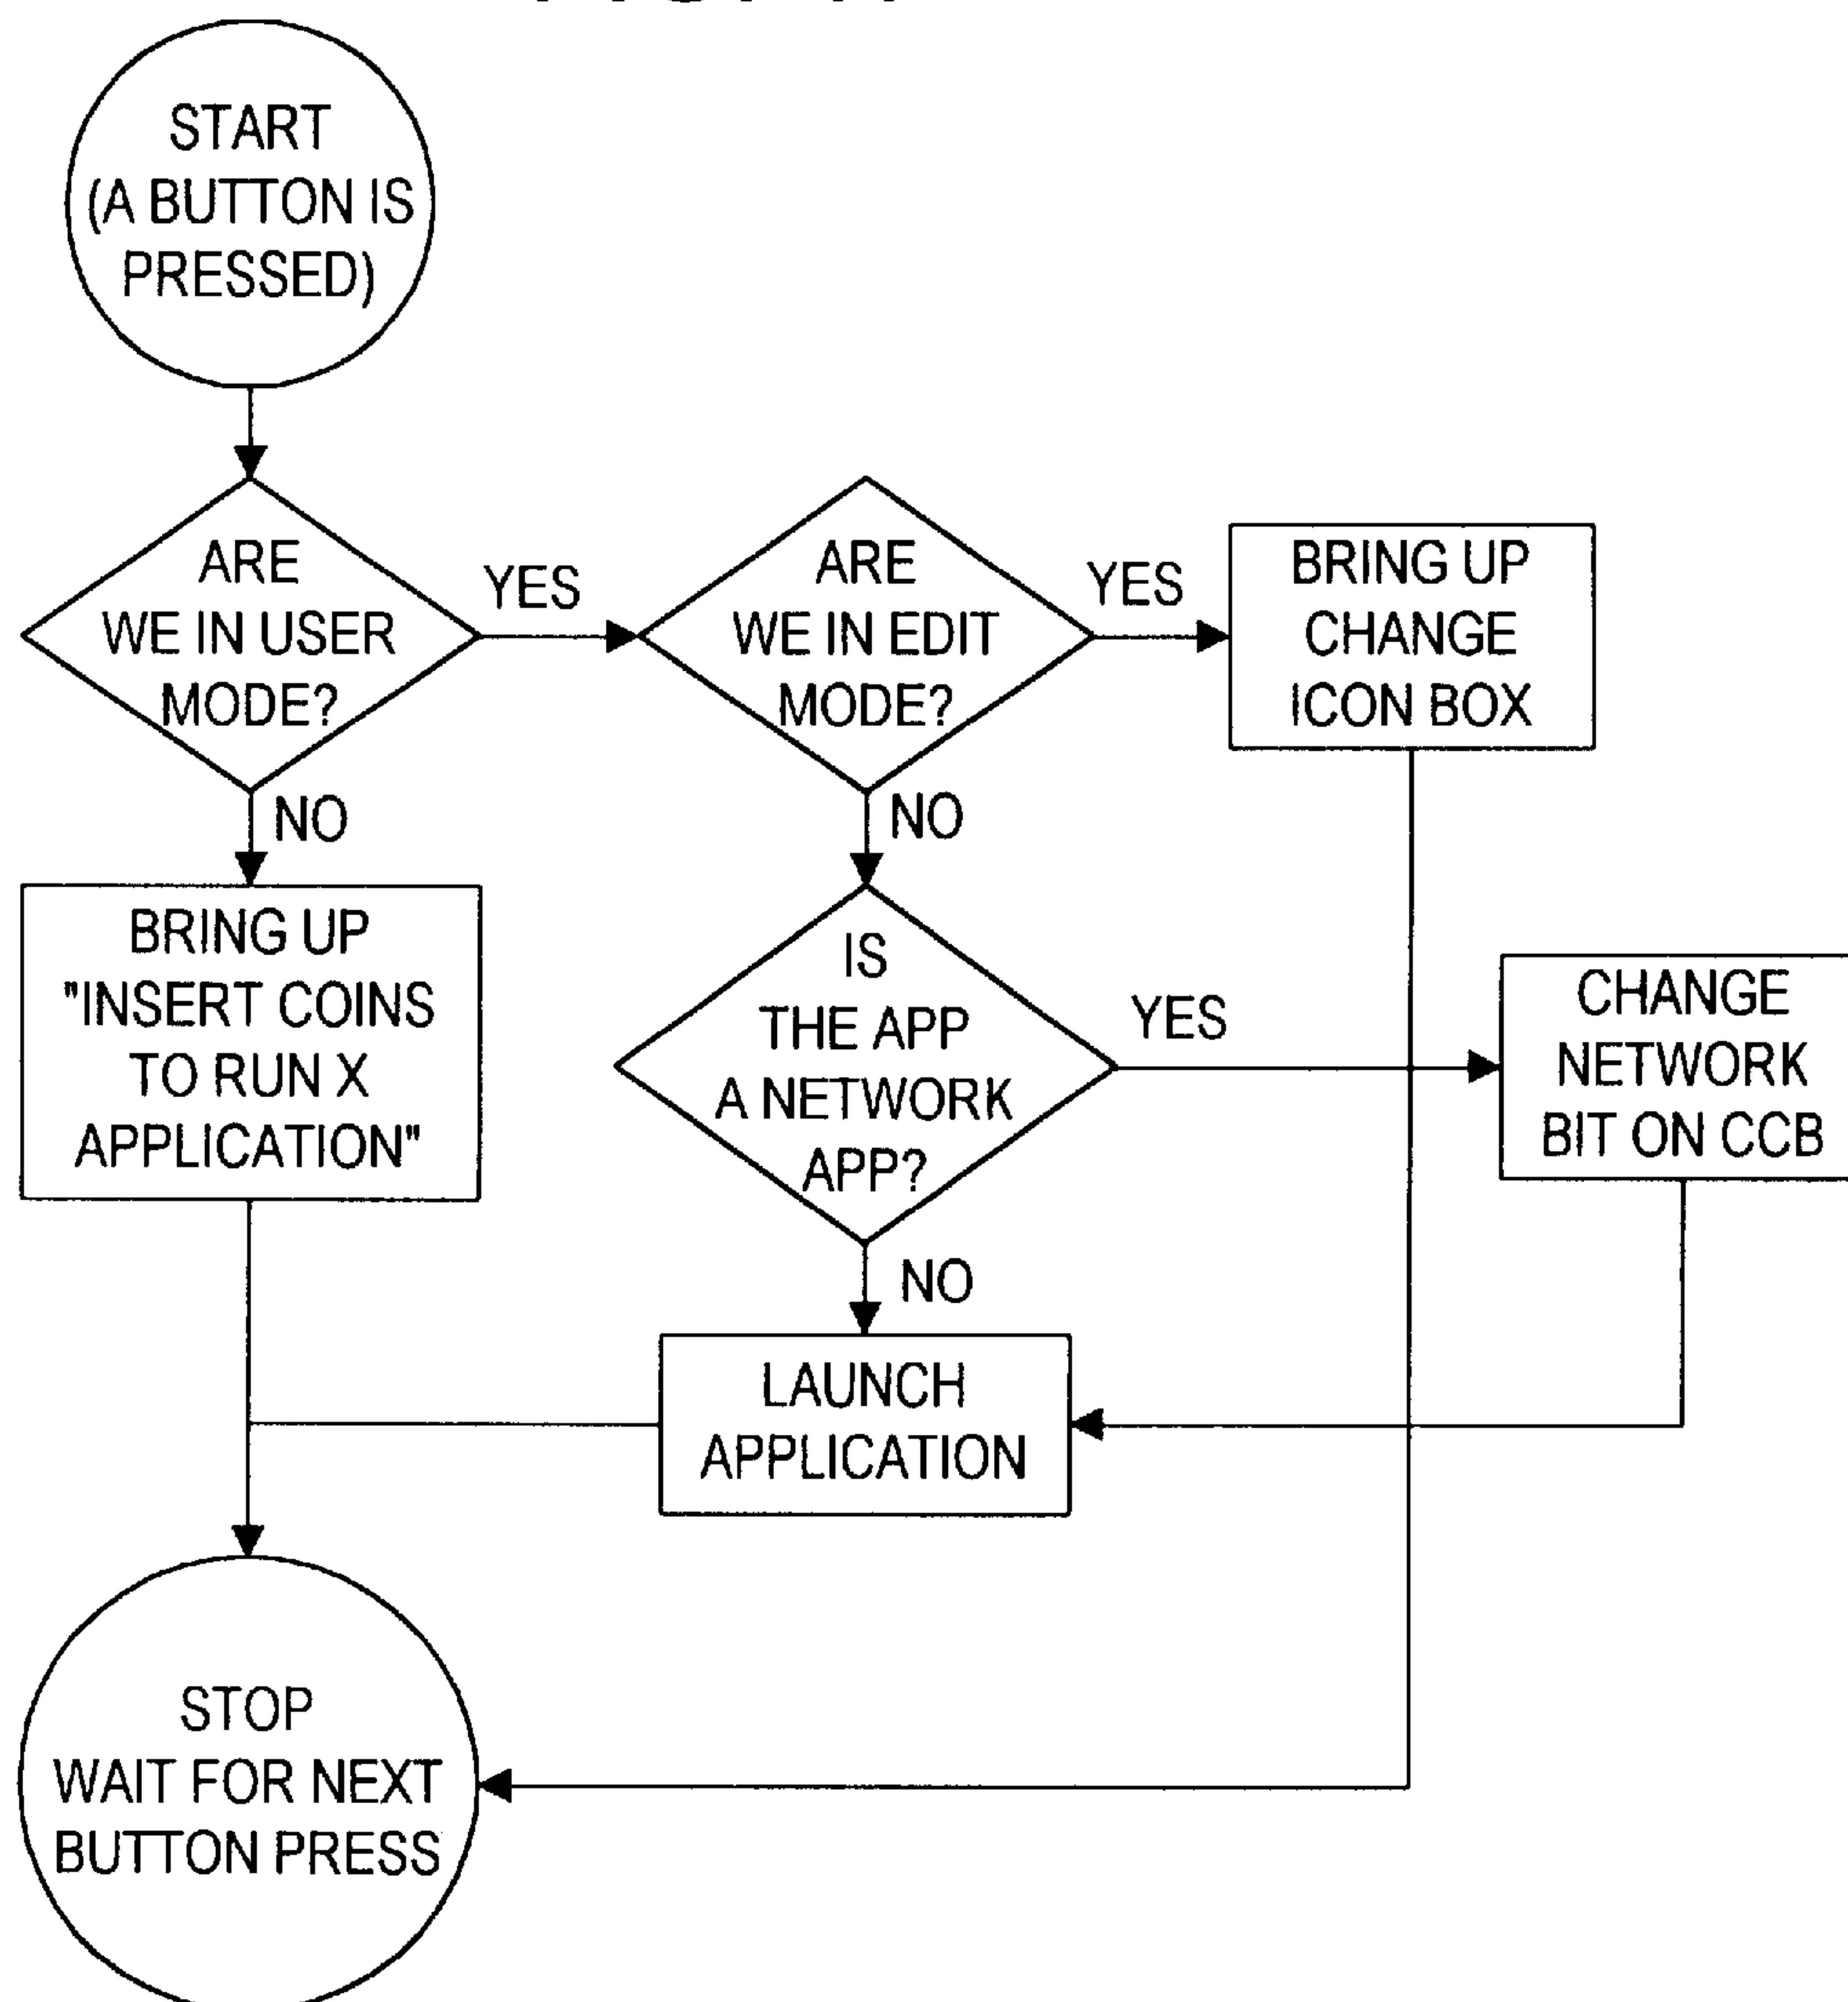 START
(A BUTTON IS
PRESSED)
ARE
WE IN USER
MODE?
YES
ARE
WE IN EDIT
MODE?
YES
BRING UP
CHANGE
ICON BOX
NO
NO
BRING UP
"INSERT COINS
TO RUN X
APPLICATION"
IS
THE APP
A NETWORK
APP?
YES
CHANGE
NETWORK
BIT ON CCB
NO
LAUNCH
APPLICATION
STOP
WAIT FOR NEXT
BUTTON PRESS